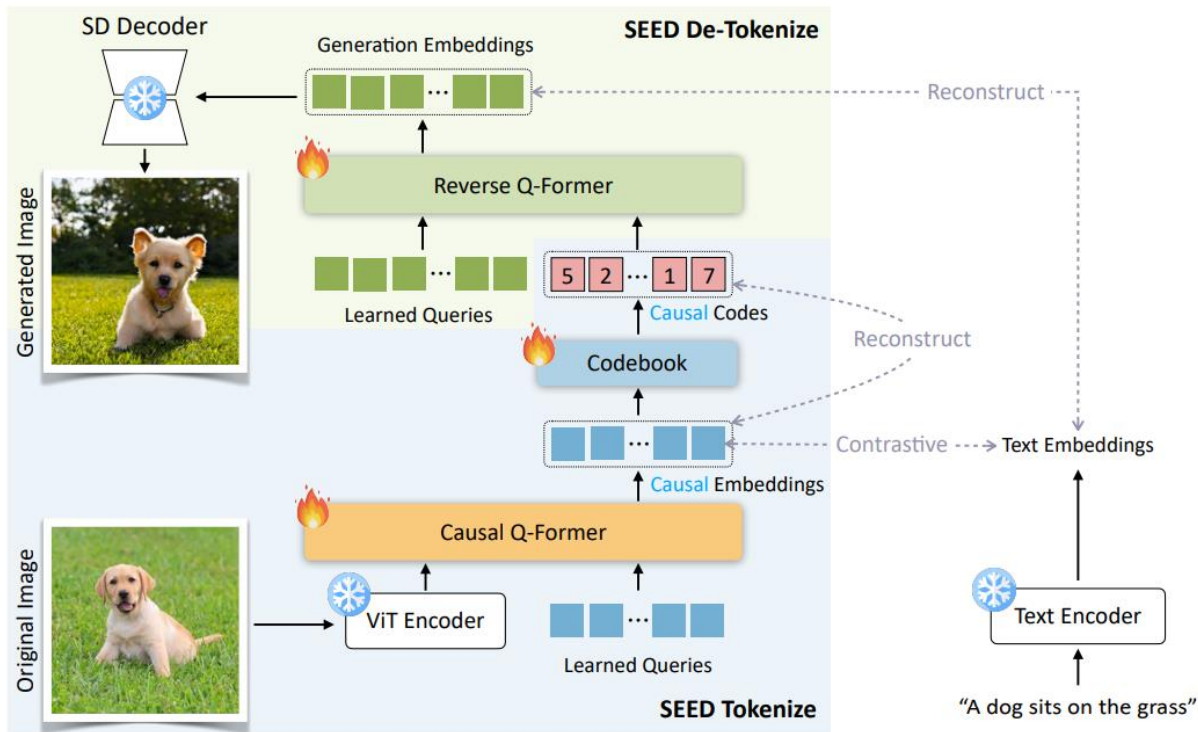 SD Decoder
SEED De-Tokenize
Generation Embeddings
Reconstruct
Reverse Q-Former
Generated Image
5 2 ... 1 7
Learned Queries
Causal Codes
Reconstruct
Codebook
Contrastive
Text Embeddings
Causal Embeddings
Causal Q-Former
Original Image
ViT Encoder
Text Encoder
Learned Queries
SEED Tokenize
“A dog sits on the grass”